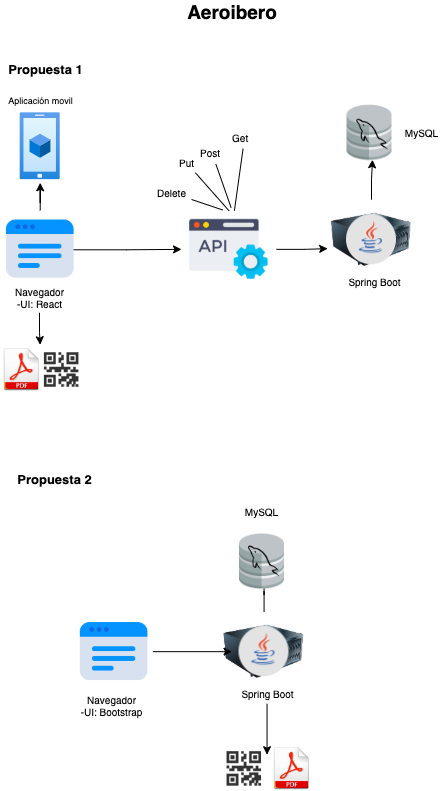 Aeroibero
Propuesta 1
Aplicación movil
Get
Post
Put
Delete
MySQL
API
Navegador
-UI: React
Spring Boot
PDF
Propuesta 2
MySQL
Navegador
-UI: Bootstrap
Spring Boot
PDF